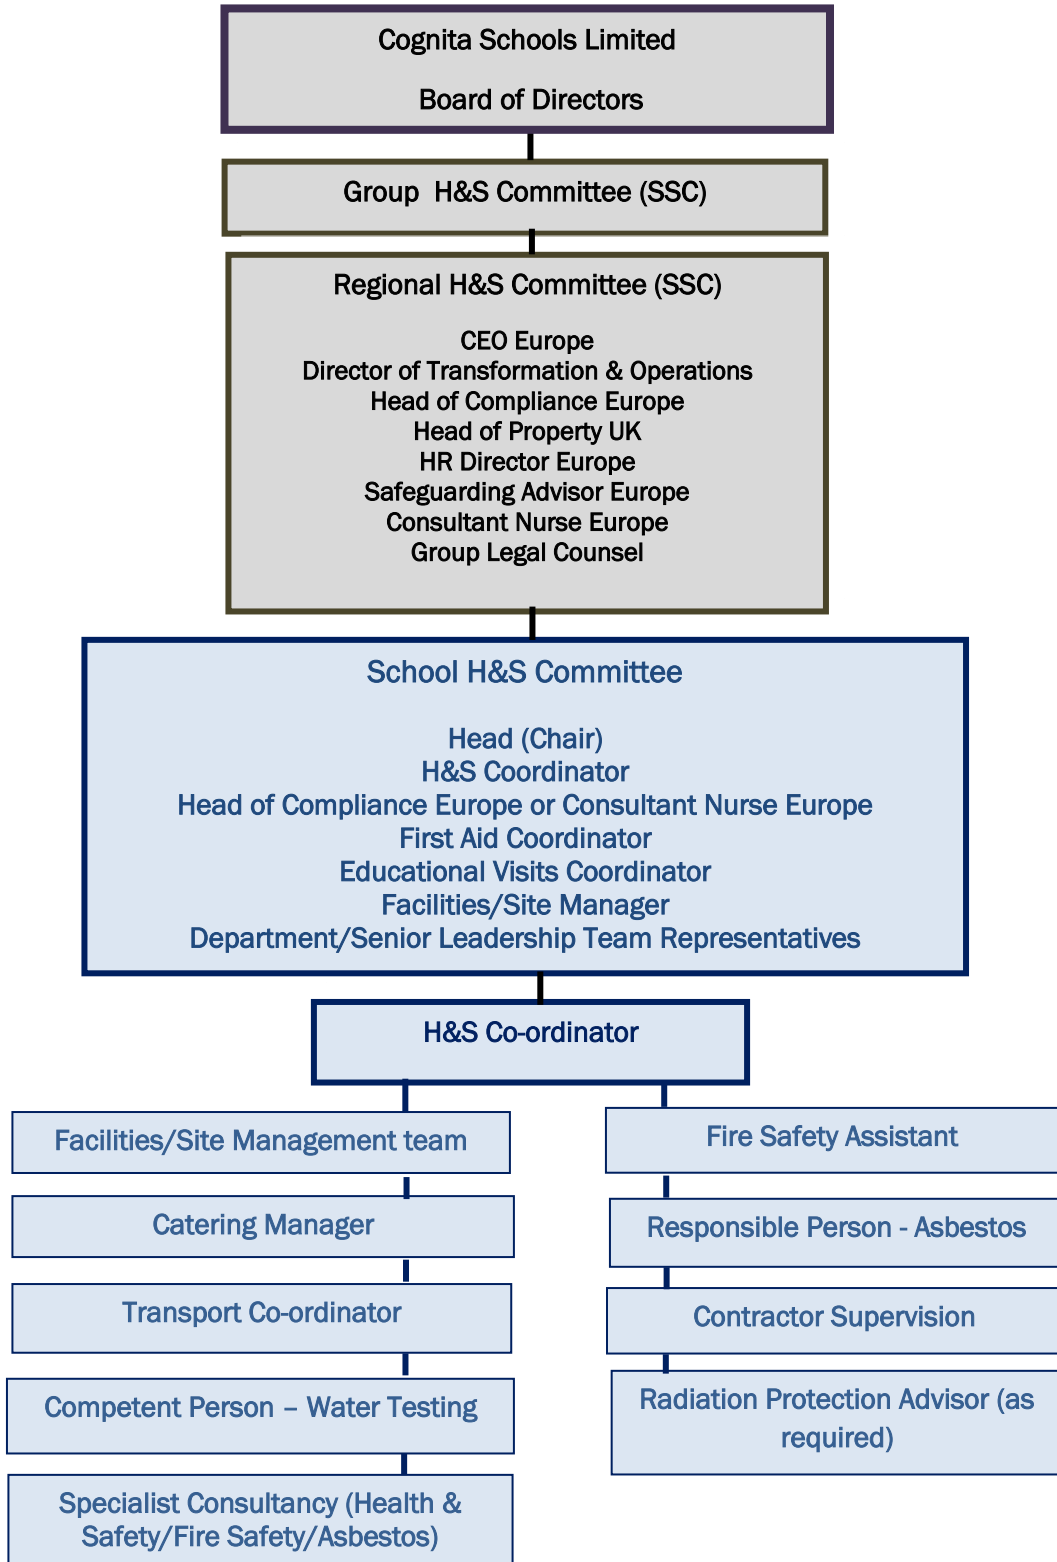 Cognita Schools Limited
Board of Directors
Group H&S Committee (SSC)
Regional H&S Committee (SSC)
CEO Europe
Director of Transformation & Operations
Head of Compliance Europe
Head of Property UK
HR Director Europe
Safeguarding Advisor Europe
Consultant Nurse Europe
Group Legal Counsel
School H&S Committee
Head (Chair)
H&S Coordinator
Head of Compliance Europe or Consultant Nurse Europe
First Aid Coordinator
Educational Visits Coordinator
Facilities/Site Manager
Department/Senior Leadership Team Representatives
H&S Co-ordinator
Facilities/Site Management team
Catering Manager
Transport Co-ordinator
Competent Person – Water Testing
Specialist Consultancy (Health &
Safety/Fire Safety/Asbestos)
Fire Safety Assistant
Responsible Person - Asbestos
Contractor Supervision
Radiation Protection Advisor (as
required)